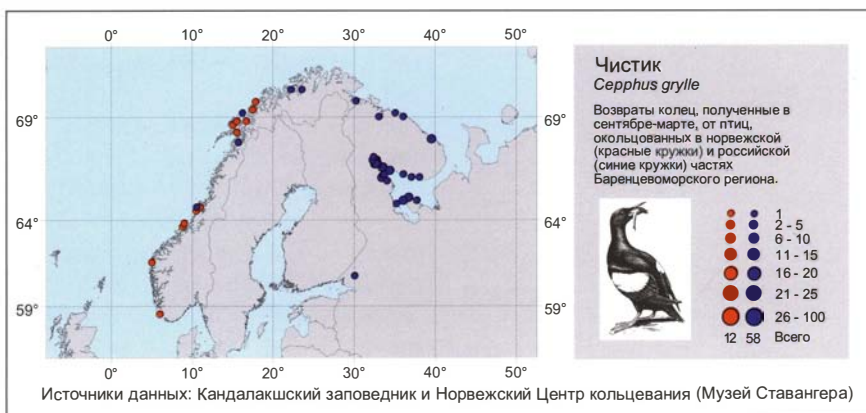 0° 10° 20° 30° 40°
69° 69°
64° 64°
59° 59°
0° 10° 20° 30° 40° 50°
Чистик
Cepphus grylle
Возвраты колец, полученные в
сентябре-марте, от птиц,
окольцованных в норвежской
(красные кружки) и российской
(синие кружки) частях
Баренцевоморского региона.
1
2 - 5
6 - 10
11 - 15
16 - 20
21 - 25
26 - 100
12 58 Всего
Источники данных: Кандалакшский заповедник и Норвежский Центр кольцевания (Музей Ставангера)